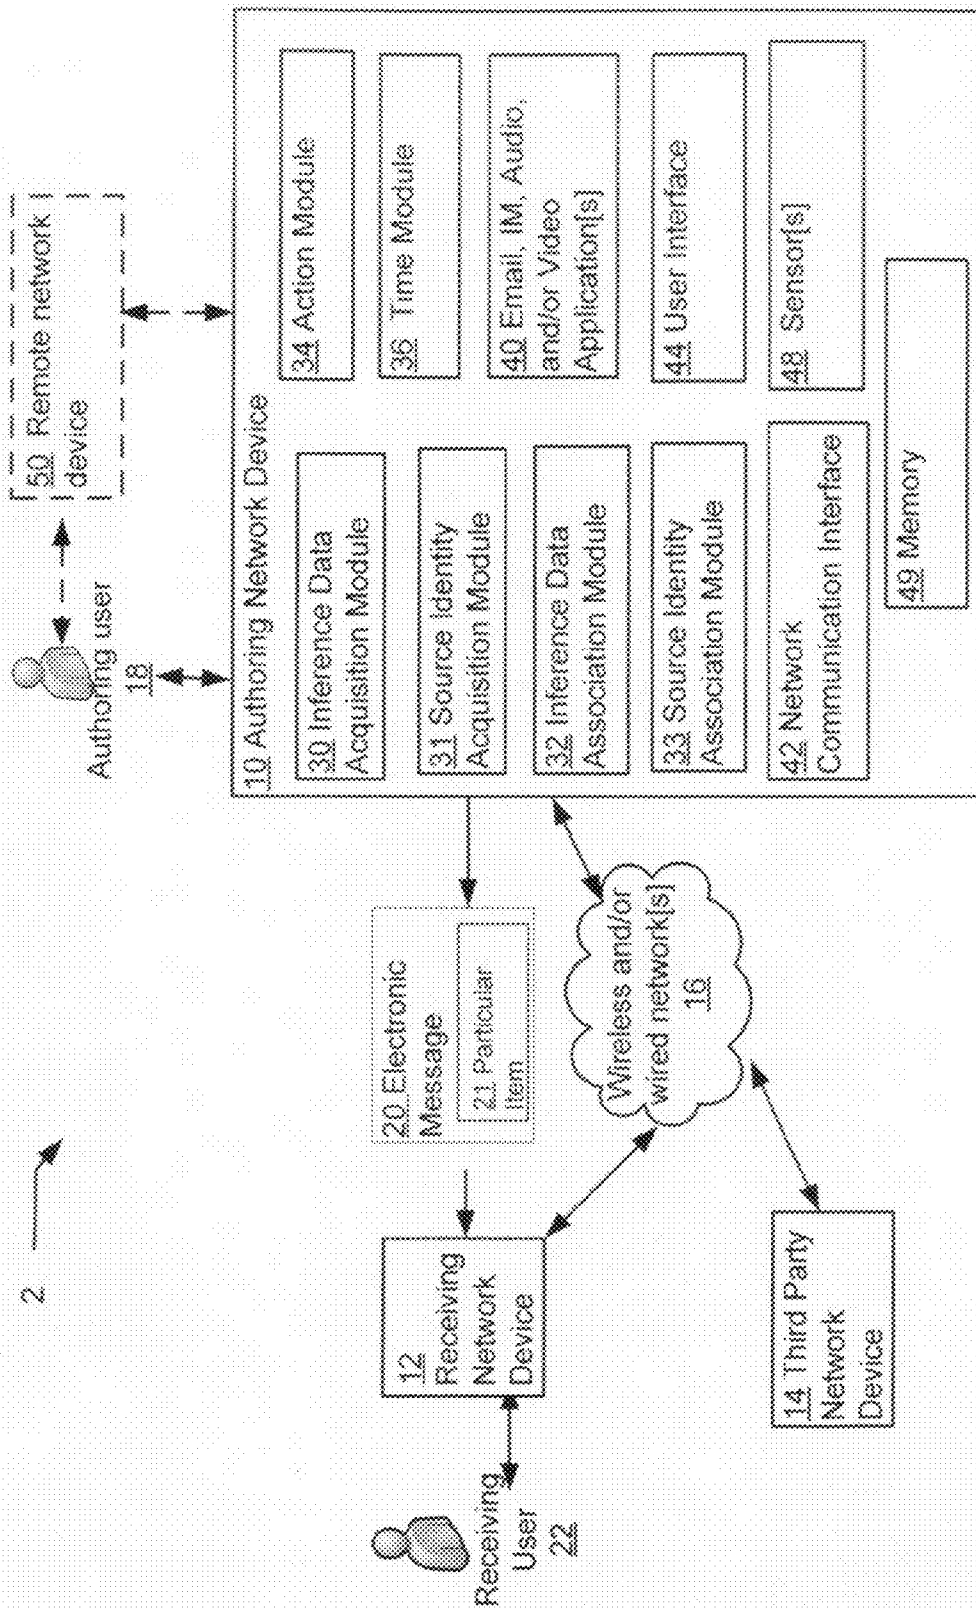 2
Authoring user
18
50 Remote network
device
10 Authoring Network Device
30 Inference Data
Acquisition Module
31 Source Identity
Acquisition Module
32 Inference Data
Association Module
33 Source Identity
Association Module
42 Network
Communication Interface
34 Action Module
36 Time Module
40 Email, IM, Audio,
and/or Video
Application[s]
44 User Interface
48 Sensor[s]
49 Memory
20 Electronic
Message
21 Particular
Item
Wireless and/or
wired network[s]
16
12
Receiving
Network
Device
Receiving
User
22
14 Third Party
Network
Device